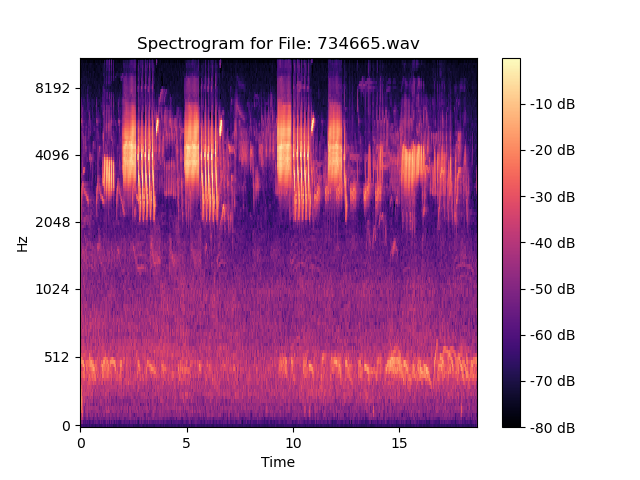 Spectrogram for File: 734665.wav
8192
4096
2048
1024
512
0
Hz
0
5
10
15
Time
-10 dB
-20 dB
-30 dB
-40 dB
-50 dB
-60 dB
-70 dB
-80 dB